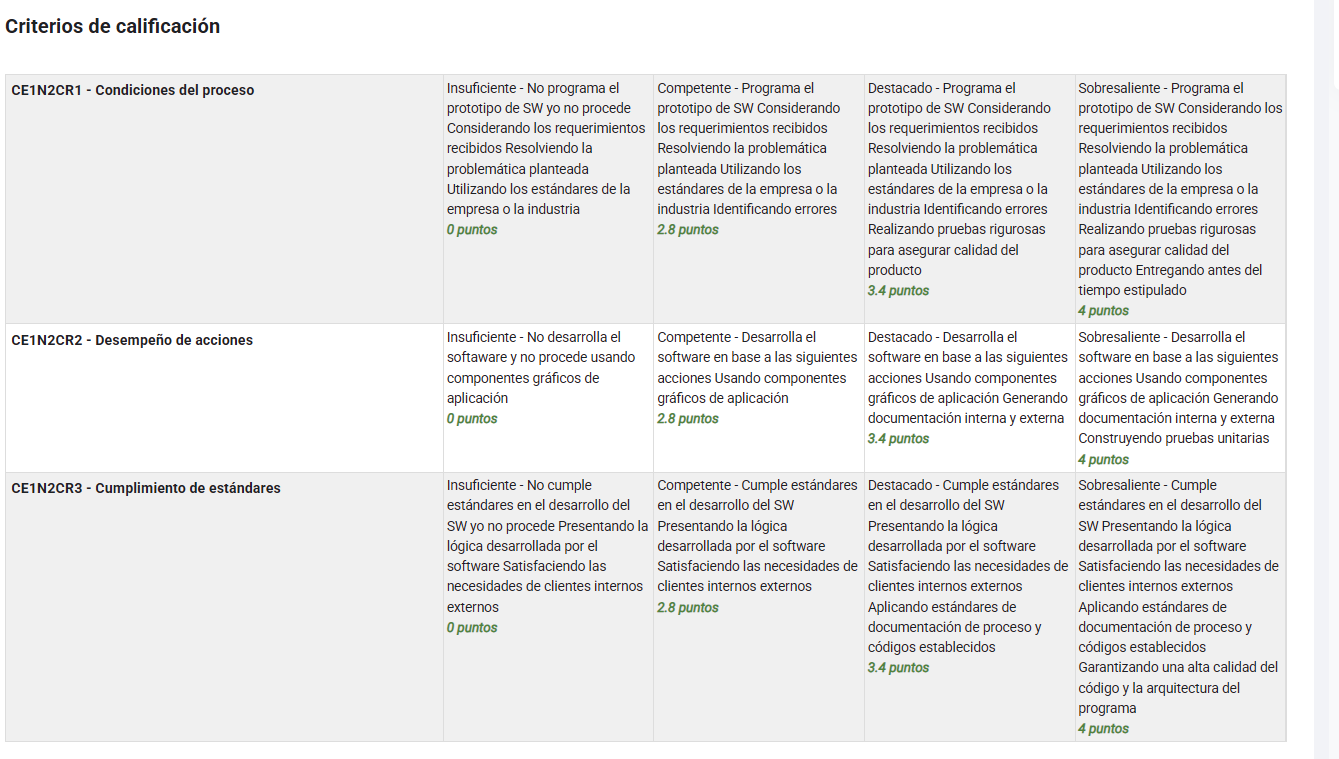 Criterios de calificación
CE1N2CR1 - Condiciones del proceso
Insuficiente - No programa el
prototipo de SW yo no procede
Considerando los requerimientos
recibidos Resolviendo la
problemática planteada
Utilizando los estándares de la
empresa o la industria
0 puntos
Competente - Programa el
prototipo de SW Considerando
los requerimientos recibidos
Resolviendo la problemática
planteada Utilizando los
estándares de la empresa o la
industria Identificando errores
2.8 puntos
Destacado - Programa el
prototipo de SW Considerando
los requerimientos recibidos
Resolviendo la problemática
planteada Utilizando los
estándares de la empresa o la
industria Identificando errores
Realizando pruebas rigurosas
para asegurar calidad del
producto
3.4 puntos
Sobresaliente - Programa el
prototipo de SW Considerando los
requerimientos recibidos
Resolviendo la problemática
planteada Utilizando los
estándares de la empresa o la
industria Identificando errores
Realizando pruebas rigurosas
para asegurar calidad del
producto Entregando antes del
tiempo estipulado
4 puntos
CE1N2CR2 - Desempeño de acciones
Insuficiente - No desarrolla el
softaware y no procede usando
componentes gráficos de
aplicación
0 puntos
Competente - Desarrolla el
software en base a las siguientes
acciones Usando componentes
gráficos de aplicación
2.8 puntos
Destacado - Desarrolla el
software en base a las siguientes
acciones Usando componentes
gráficos de aplicación Generando
documentación interna y externa
3.4 puntos
Sobresaliente - Desarrolla el
software en base a las siguientes
acciones Usando componentes
gráficos de aplicación Generando
documentación interna y externa
Construyendo pruebas unitarias
4 puntos
CE1N2CR3 - Cumplimiento de estándares
Insuficiente - No cumple
estándares en el desarrollo del
SW yo no procede Presentando la
lógica desarrollada por el
software Satisfaciendo las
necesidades de clientes internos
externos
0 puntos
Competente - Cumple estándares
en el desarrollo del SW
Presentando la lógica
desarrollada por el software
Satisfaciendo las necesidades de
clientes internos externos
2.8 puntos
Destacado - Cumple estándares
en el desarrollo del SW
Presentando la lógica
desarrollada por el software
Satisfaciendo las necesidades de
clientes internos externos
Aplicando estándares de
documentación de proceso y
códigos establecidos
3.4 puntos
Sobresaliente - Cumple
estándares en el desarrollo del
SW Presentando la lógica
desarrollada por el software
Satisfaciendo las necesidades de
clientes internos externos
Aplicando estándares de
documentación de proceso y
códigos establecidos
Garantizando una alta calidad del
código y la arquitectura del
programa
4 puntos